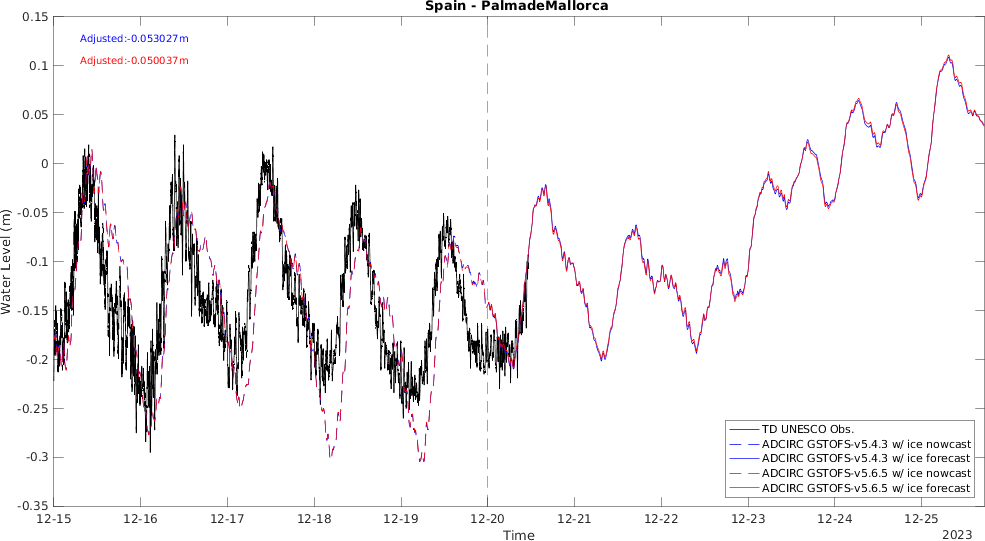 Spain - PalmadeMallorca
0.15
0.1
0.05
0
-0.05
-0.1
-0.15
-0.2
-0.25
-0.3
-0.35
Water Level (m)
Adjusted:-0.053027m
Adjusted:-0.050037m
TD UNESCO Obs.
ADCIRC GSTOFS-v5.4.3 w/ ice nowcast
ADCIRC GSTOFS-v5.4.3 w/ ice forecast
ADCIRC GSTOFS-v5.6.5 w/ ice nowcast
ADCIRC GSTOFS-v5.6.5 w/ ice forecast
12-15 12-16 12-17 12-18 12-19 12-20 12-21 12-22 12-23 12-24 12-25
Time
2023